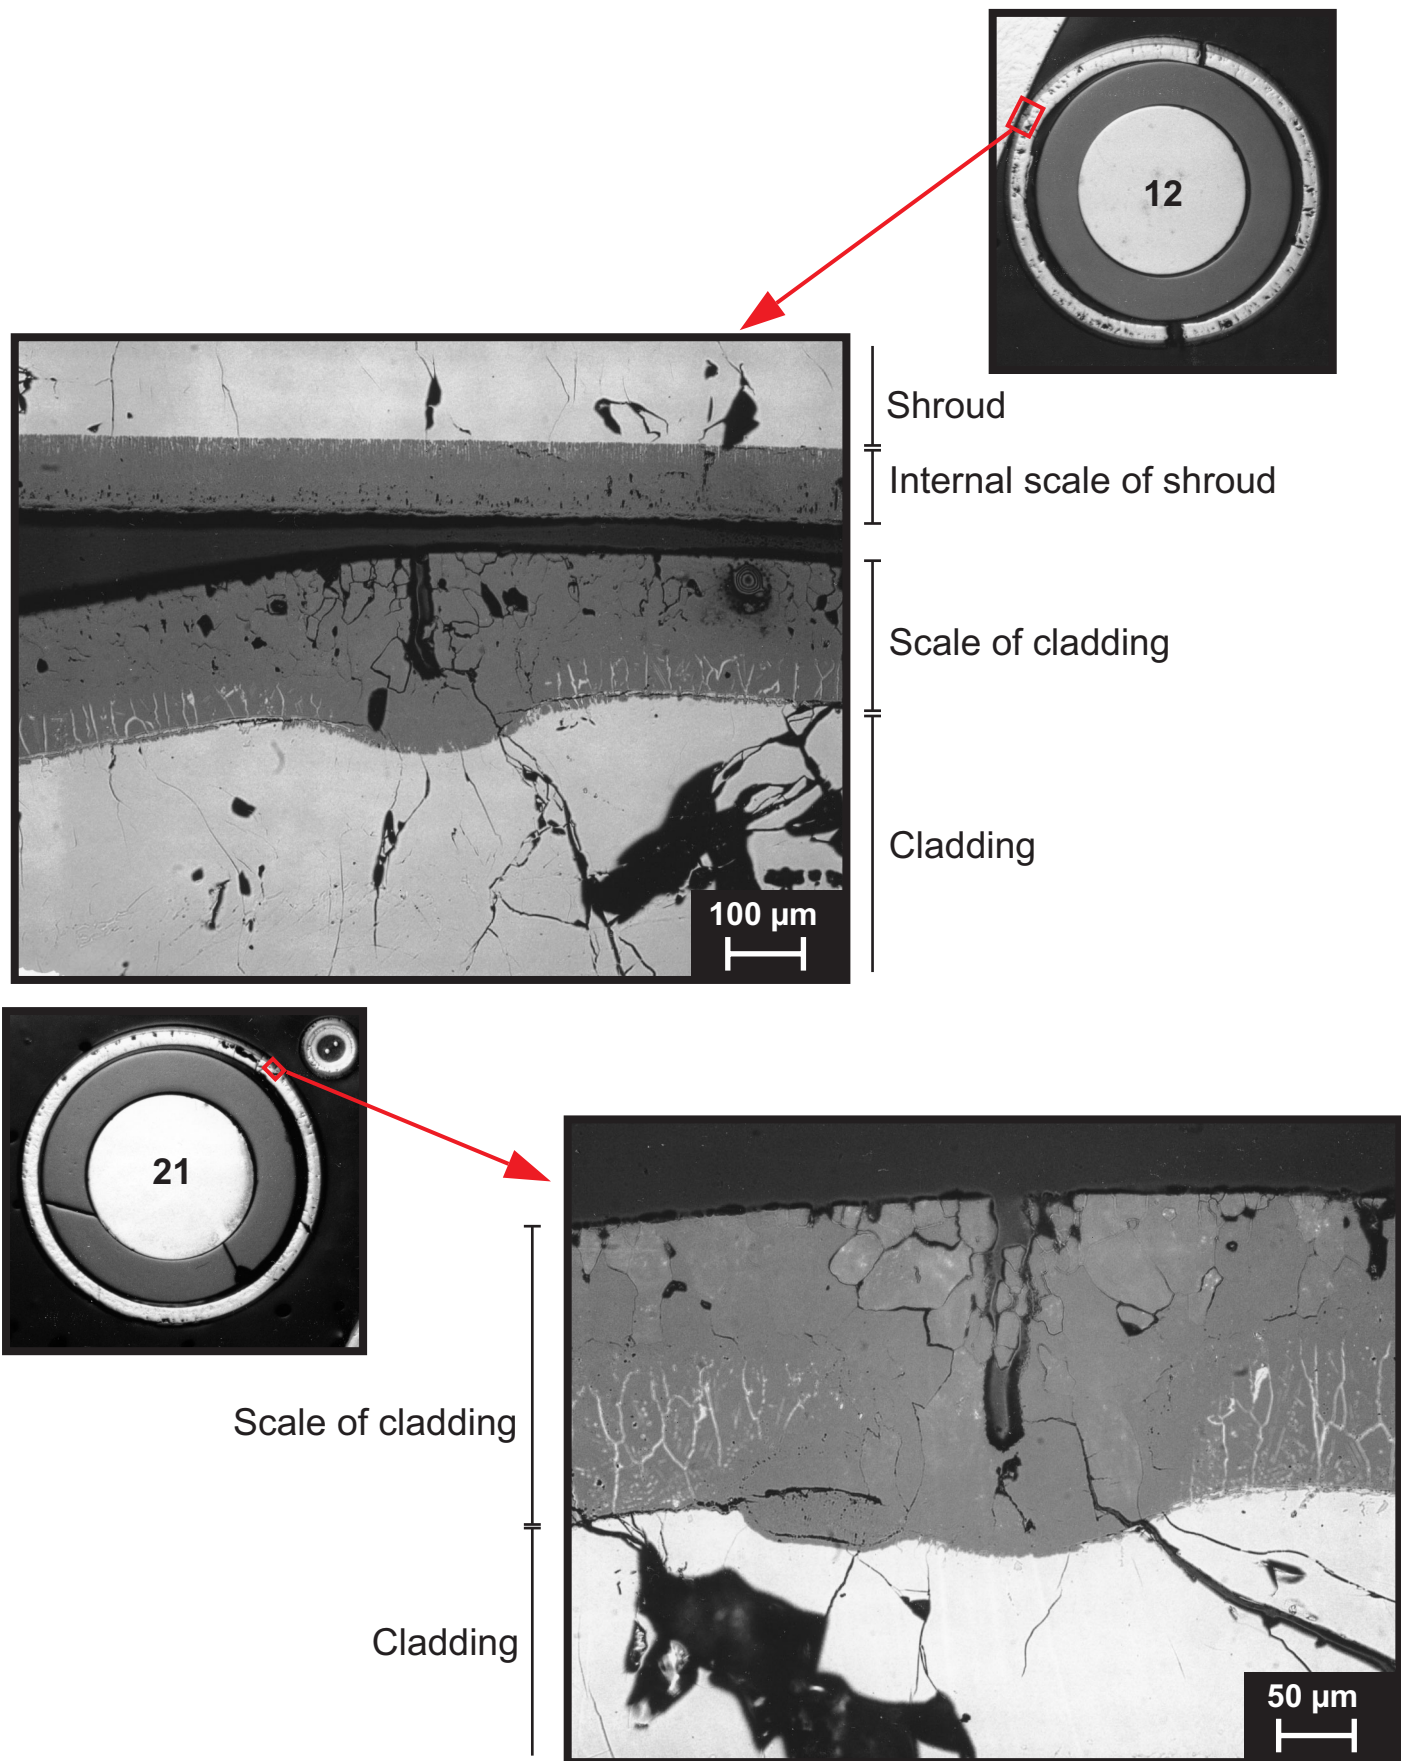 12
Shroud
Internal scale of shroud
Scale of cladding
Cladding
100 µm
21
Scale of cladding
Cladding
50 µm